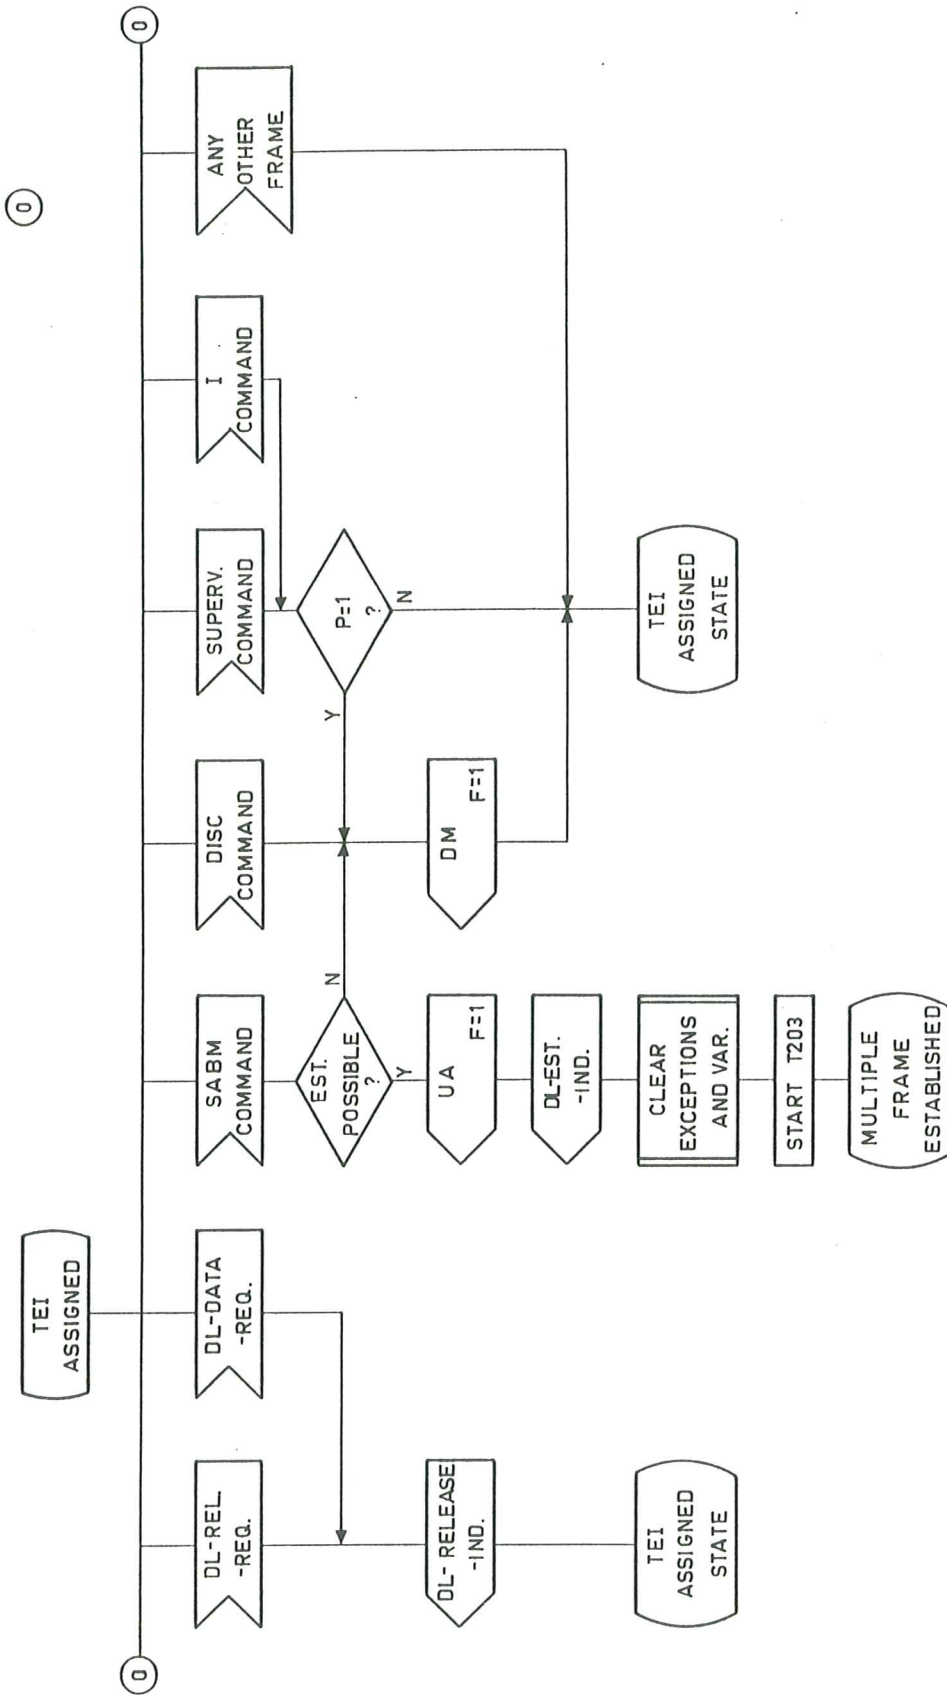 TEI
ASSIGNED
0
0
0
DL-REL.
-REQ.
DL-DATA
-REQ.
SABM
COMMAND
DISC
COMMAND
SUPERV.
COMMAND
I
COMMAND
ANY
OTHER
FRAME
EST.
POSSIBLE
?
N
Y
P=1
?
Y
N
DL- RELEASE
-IND.
UA
F=1
DM
F=1
DL-EST.
-IND.
TEI
ASSIGNED
STATE
CLEAR
EXCEPTIONS
AND VAR.
TEI
ASSIGNED
STATE
START T203
MULTIPLE
FRAME
ESTABLISHED